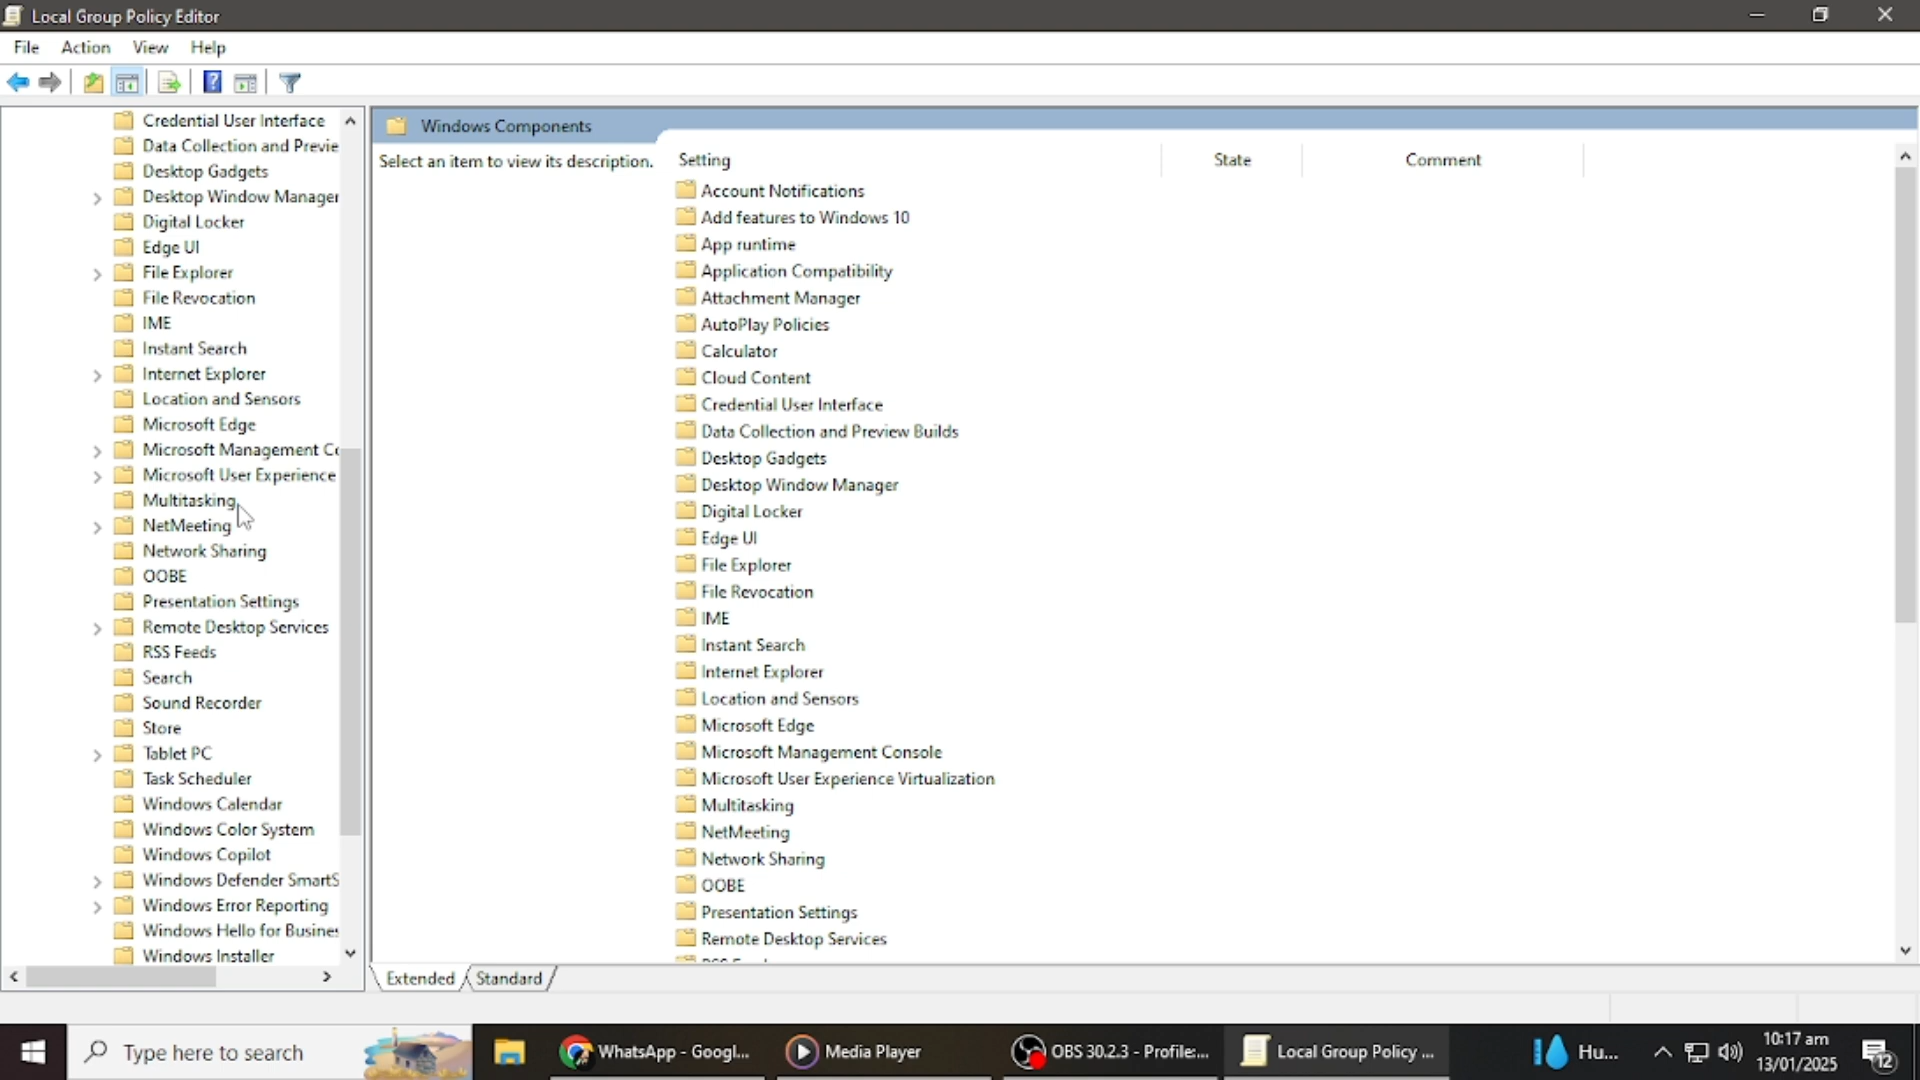 Local Group Policy Editor
File Action View Help
Credential User Interface
Data Collection and Previe
Desktop Gadgets
Desktop Window Manager
Digital Locker
Edge UI
File Explorer
File Revocation
IME
Instant Search
Internet Explorer
Location and Sensors
Microsoft Edge
Microsoft Management Co
Microsoft User Experience
Multitasking
NetMeeting
Network Sharing
OOBE
Presentation Settings
Remote Desktop Services
RSS Feeds
Search
Sound Recorder
Store
Tablet PC
Task Scheduler
Windows Calendar
Windows Color System
Windows Copilot
Windows Defender SmartS
Windows Error Reporting
Windows Hello for Busines
Windows Installer
Windows Components
Select an item to view its description.
Setting State Comment
Account Notifications
Add features to Windows 10
App runtime
Application Compatibility
Attachment Manager
AutoPlay Policies
Calculator
Cloud Content
Credential User Interface
Data Collection and Preview Builds
Desktop Gadgets
Desktop Window Manager
Digital Locker
Edge UI
File Explorer
File Revocation
IME
Instant Search
Internet Explorer
Location and Sensors
Microsoft Edge
Microsoft Management Console
Microsoft User Experience Virtualization
Multitasking
NetMeeting
Network Sharing
OOBE
Presentation Settings
Remote Desktop Services
Extended Standard
Type here to search
WhatsApp - Googl...
Media Player
OBS 30.2.3 - Profile:...
Local Group Policy ...
Hu...
10:17 am
13/01/2025
12